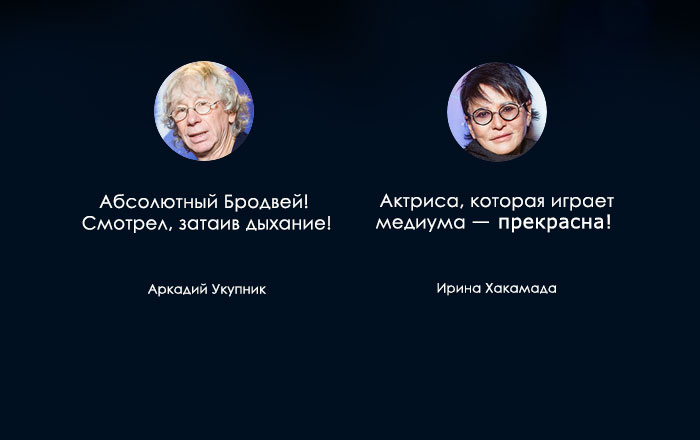 Абсолютный Бродвей!
Смотрел, затаив дыхание!
Аркадий Укупник
Актриса, которая играет
медиума — прекрасна!
Ирина Хакамада